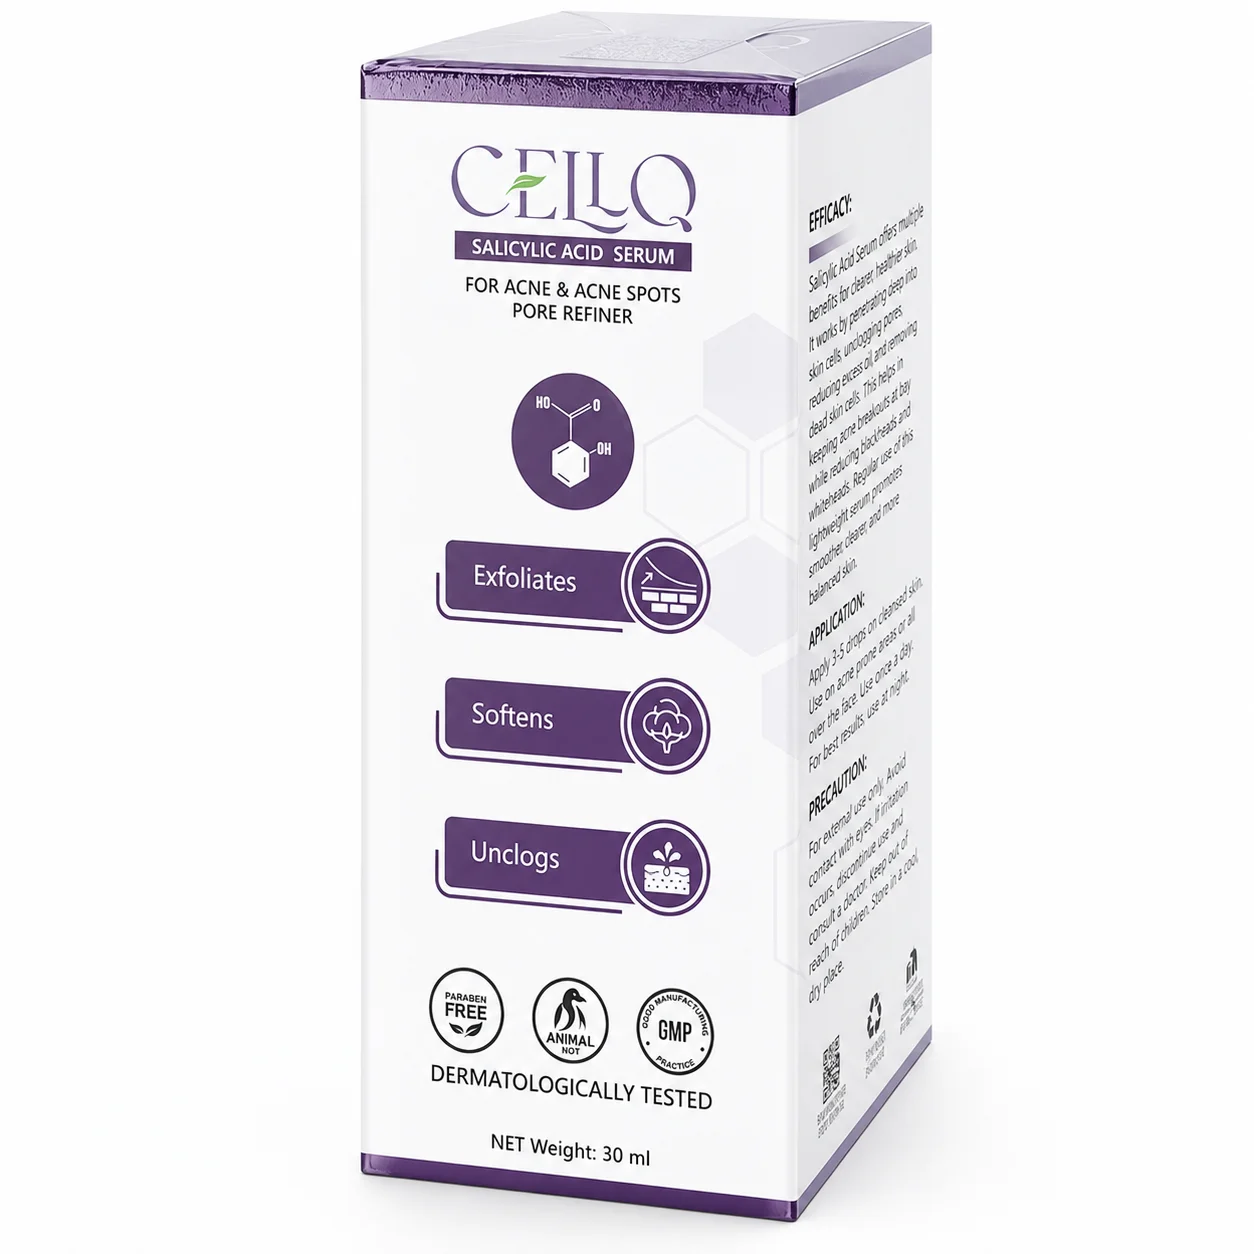 CELLQ
SALICYLIC ACID SERUM
FOR ACNE & ACNE SPOTS
PORE REFINER
HO
O
OH
Exfoliates
Softens
Unclogs
PARABEN
FREE
ANIMAL
NOT
GOOD MANUFACTURING
GMP
PRACTICE
DERMATOLOGICALLY TESTED
NET Weight: 30 ml
EFFICACY:
Salicylic Acid Serum offers multiple
benefits for clearer, healthier skin.
It works by penetrating deep into
skin cells, unclogging pores,
reducing excess oil, and removing
dead skin cells. This helps in
keeping acne breakouts at bay
while reducing blackheads and
whiteheads. Regular use of this
lightweight serum promotes
smoother, clearer, and more
balanced skin.
APPLICATION:
Apply 3-5 drops on cleansed skin.
Use on acne prone areas or all
over the face. Use once a day.
For best results, use at night.
PRECAUTION:
For external use only. Avoid
contact with eyes. If irritation
occurs, discontinue use and
consult a doctor. Keep out of
reach of children. Store in a cool,
dry place.